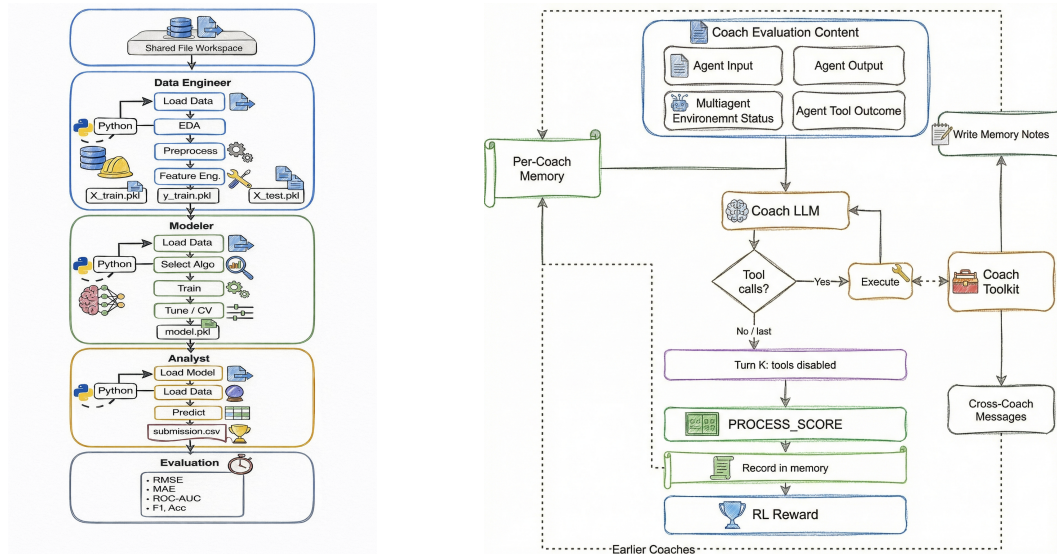 Shared File Workspace
Data Engineer
Load Data
Python
EDA
Preprocess
Feature Eng.
X_train.pkl
y_train.pkl
X_test.pkl
Modeler
Load Data
Python
Select Algo
Train
Tune / CV
model.pkl
Analyst
Load Model
Python
Load Data
Predict
submission.csv
Evaluation
• RMSE
• MAE
• ROC-AUC
• F1, Acc
Coach Evaluation Content
Agent Input
Agent Output
Multiagent
Environemnt Status
Agent Tool Outcome
Write Memory Notes
Per-Coach
Memory
Coach LLM
Tool
calls?
Yes
Execute
Coach
Toolkit
No / last
Turn K: tools disabled
Cross-Coach
Messages
PROCESS_SCORE
Record in memory
RL Reward
Earlier Coaches